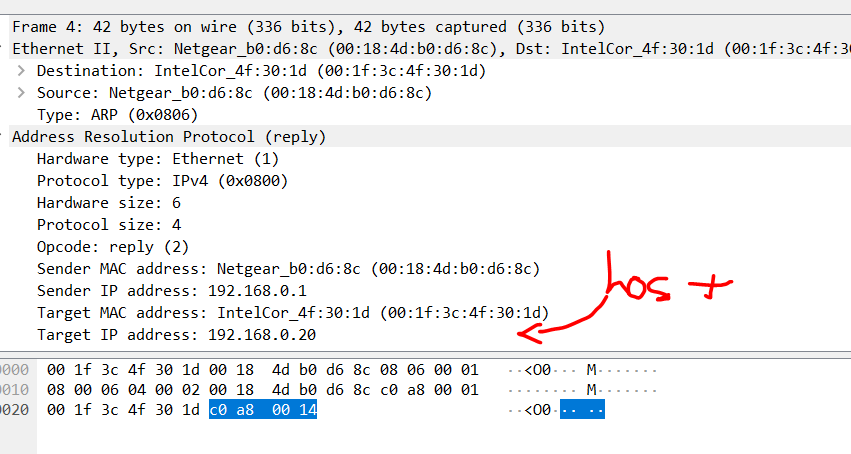 Frame 4: 42 bytes on wire (336 bits), 42 bytes captured (336 bits)
Ethernet II, Src: Netgear_b0:d6:8c (00:18:4d:b0:d6:8c), Dst: IntelCor_4f:30:1d (00:1f:3c:4f:30
Destination: IntelCor_4f:30:1d (00:1f:3c:4f:30:1d)
Source: Netgear_b0:d6:8c (00:18:4d:b0:d6:8c)
Type: ARP (0x0806)
Address Resolution Protocol (reply)
Hardware type: Ethernet (1)
Protocol type: IPv4 (0x0800)
Hardware size: 6
Protocol size: 4
Opcode: reply (2)
Sender MAC address: Netgear_b0:d6:8c (00:18:4d:b0:d6:8c)
host
Sender IP address: 192.168.0.1
Target MAC address: IntelCor_4f:30:1d (00:1f:3c:4f:30:1d)
Target IP address: 192.168.0.20
0000 00 1f 3c 4f 30 1d 00 18 4d b0 d6 8c 08 06 00 01 ··<O0··· M·······
0010 08 00 06 04 00 02 00 18 4d b0 d6 8c c0 a8 00 01 ········ M·······
0020 00 1f 3c 4f 30 1d c0 a8 00 14 ··<O0··· ··